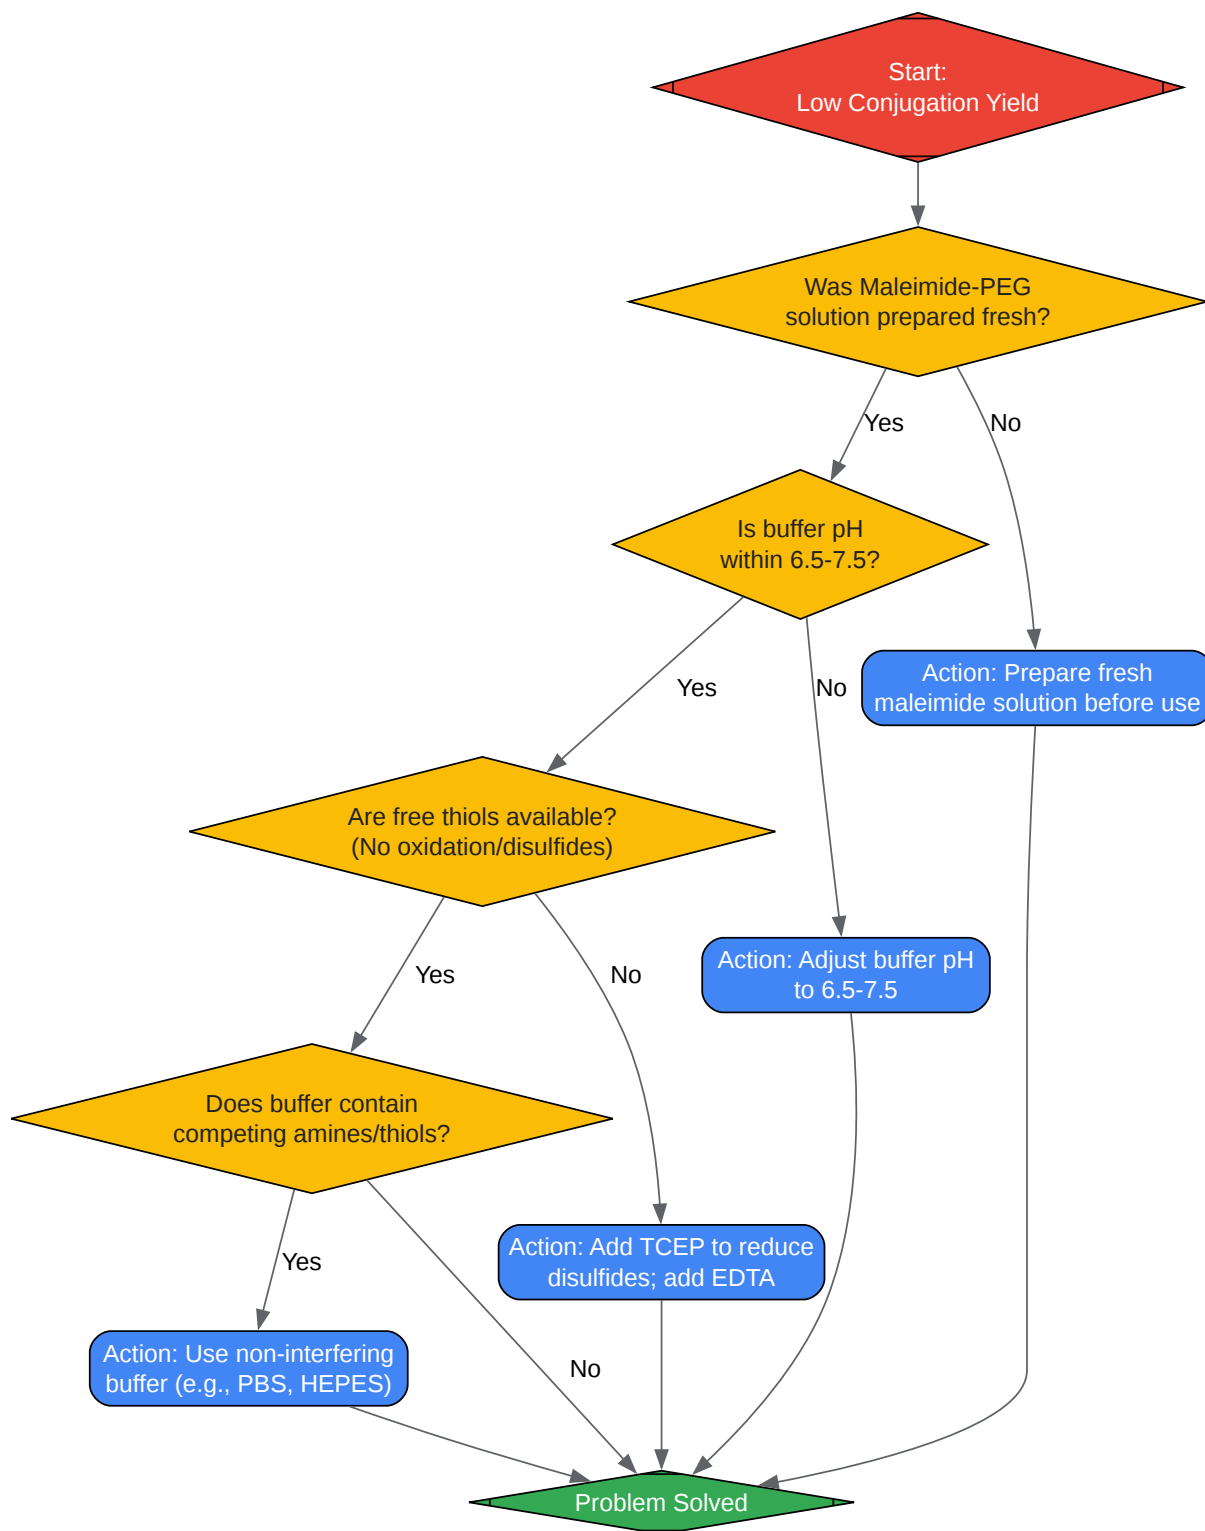 Start:
Low Conjugation Yield
Was Maleimide-PEG
solution prepared fresh?
Yes
No
Is buffer pH
within 6.5-7.5?
Action: Prepare fresh
maleimide solution before use
Yes
No
Are free thiols available?
(No oxidation/disulfides)
Action: Adjust buffer pH
to 6.5-7.5
Yes
No
Does buffer contain
competing amines/thiols?
Action: Add TCEP to reduce
disulfides; add EDTA
Yes
No
Action: Use non-interfering
buffer (e.g., PBS, HEPES)
Problem Solved